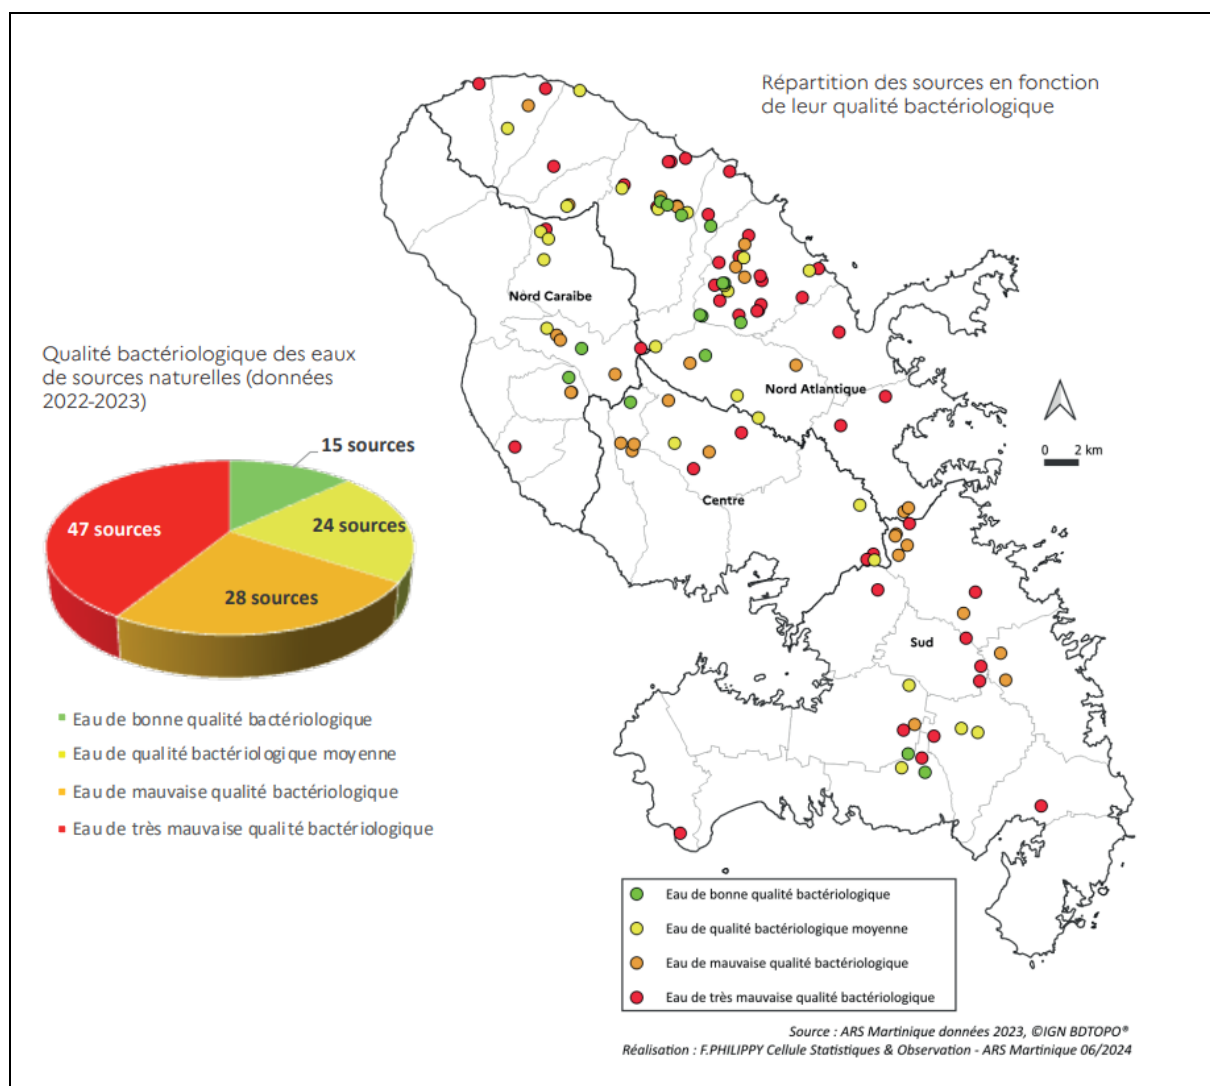 Répartition des sources en fonction
de leur qualité bactériologique
Nord Caraibe
Nord Atlantique
Centre
Sud
0 2 km
Qualité bactériologique des eaux
de sources naturelles (données
2022-2023)
15 sources
24 sources
28 sources
47 sources
Eau de bonne qualité bactériologique
Eau de qualité bactériologique moyenne
Eau de mauvaise qualité bactériologique
Eau de très mauvaise qualité bactériologique
Eau de bonne qualité bactériologique
Eau de qualité bactériologique moyenne
Eau de mauvaise qualité bactériologique
Eau de très mauvaise qualité bactériologique
Source : ARS Martinique données 2023, ©IGN BDTOPO®
Réalisation : F.PHILIPPY Cellule Statistiques & Observation - ARS Martinique 06/2024